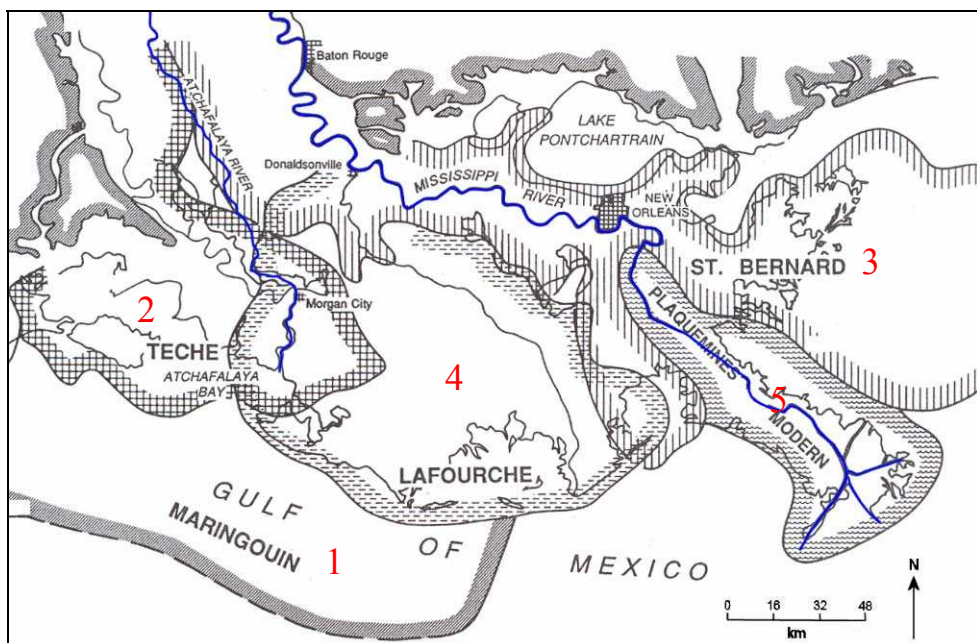 Baton Rouge
ATCHAFALAYA RIVER
LAKE
PONTCHARTRAIN
Donaldsonville
MISSISSIPPI
RIVER
NEW
ORLEANS
ST. BERNARD
3
2
Morgan City
PLAQUEMINES
TECHE
ATCHAFALAYA
BAY
4
5
MODERN
LAFOURCHE
GULF
OF
MEXICO
MARINGOUIN
1
N
0 16 32 48
km